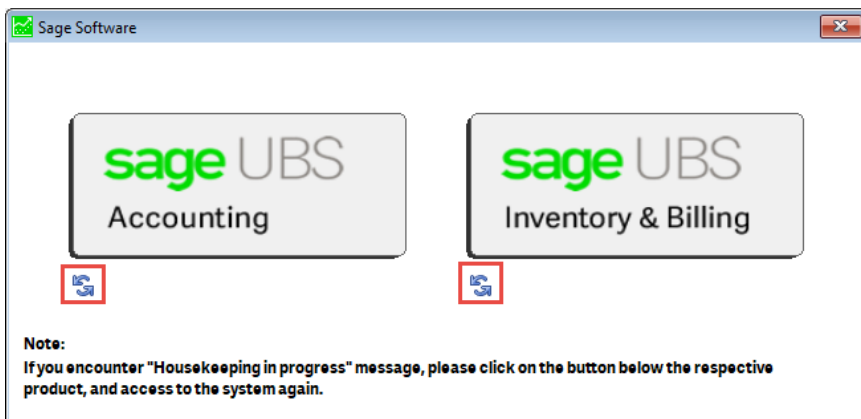 Sage Software
sage UBS
Accounting
sage UBS
Inventory & Billing
Note:
If you encounter "Housekeeping in progress" message, please click on the button below the respective
product, and access to the system again.